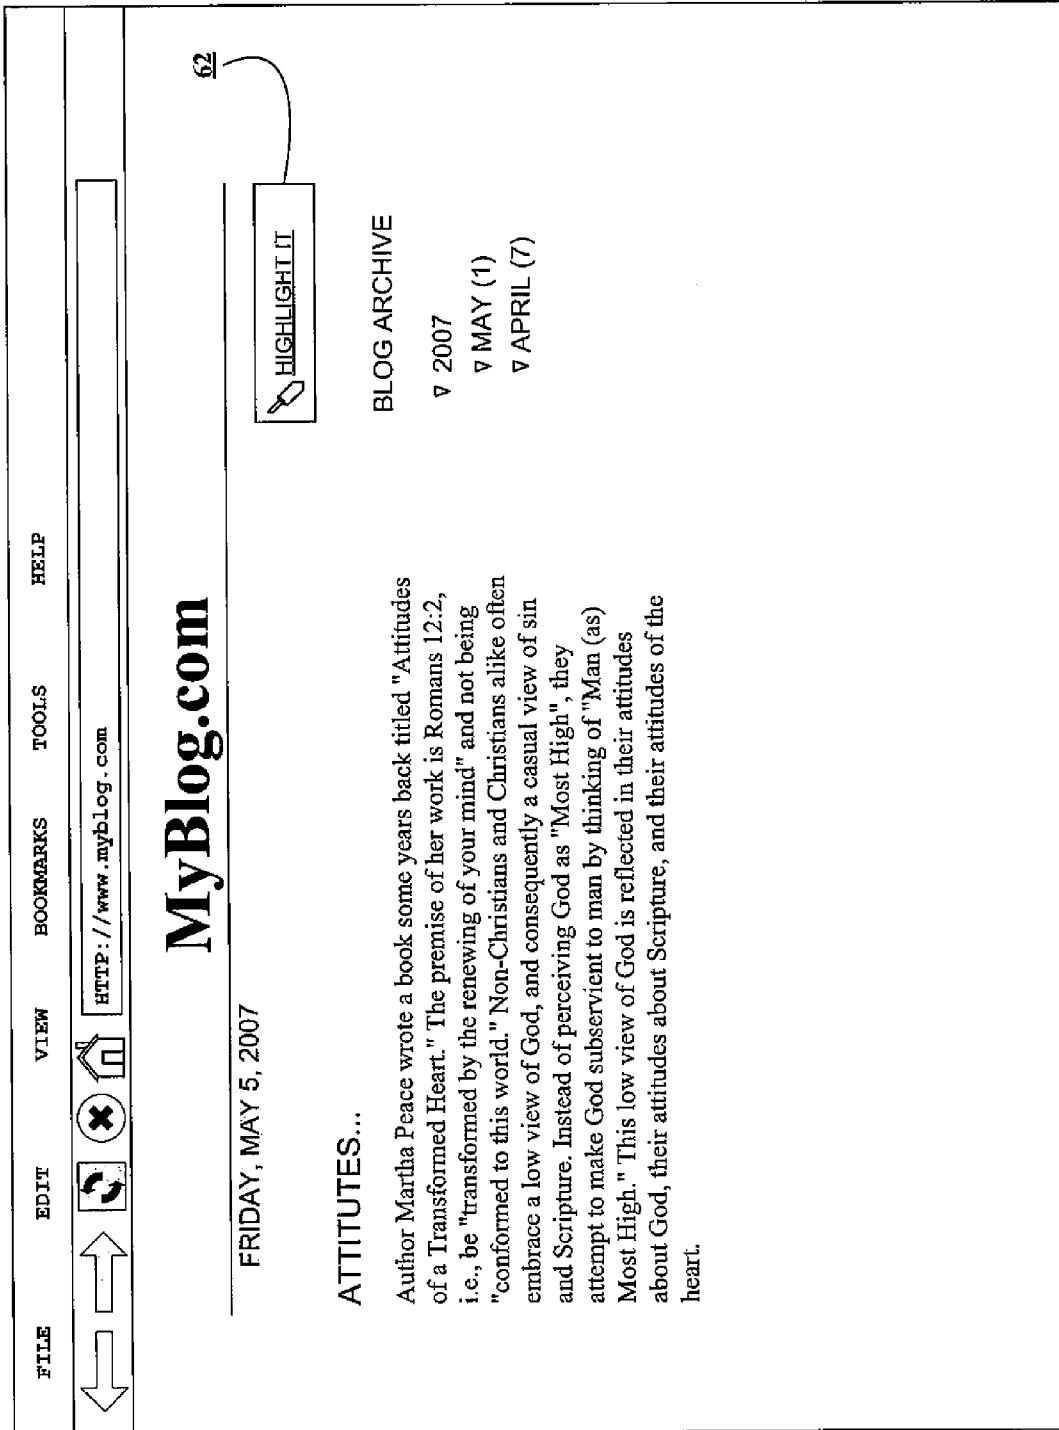 FILE EDIT VIEW BOOKMARKS TOOLS HELP
HTTP://www.myblog.com
MyBlog.com
62
FRIDAY, MAY 5, 2007
HIGHLIGHT IT
ATTITUTES...
Author Martha Peace wrote a book some years back titled "Attitudes
of a Transformed Heart." The premise of her work is Romans 12:2,
i.e., be "transformed by the renewing of your mind" and not being
"conformed to this world." Non-Christians and Christians alike often
embrace a low view of God, and consequently a casual view of sin
and Scripture. Instead of perceiving God as "Most High", they
attempt to make God subservient to man by thinking of "Man (as)
Most High." This low view of God is reflected in their attitudes
about God, their attitudes about Scripture, and their attitudes of the
heart.
BLOG ARCHIVE
∇ 2007
∇ MAY (1)
∇ APRIL (7)